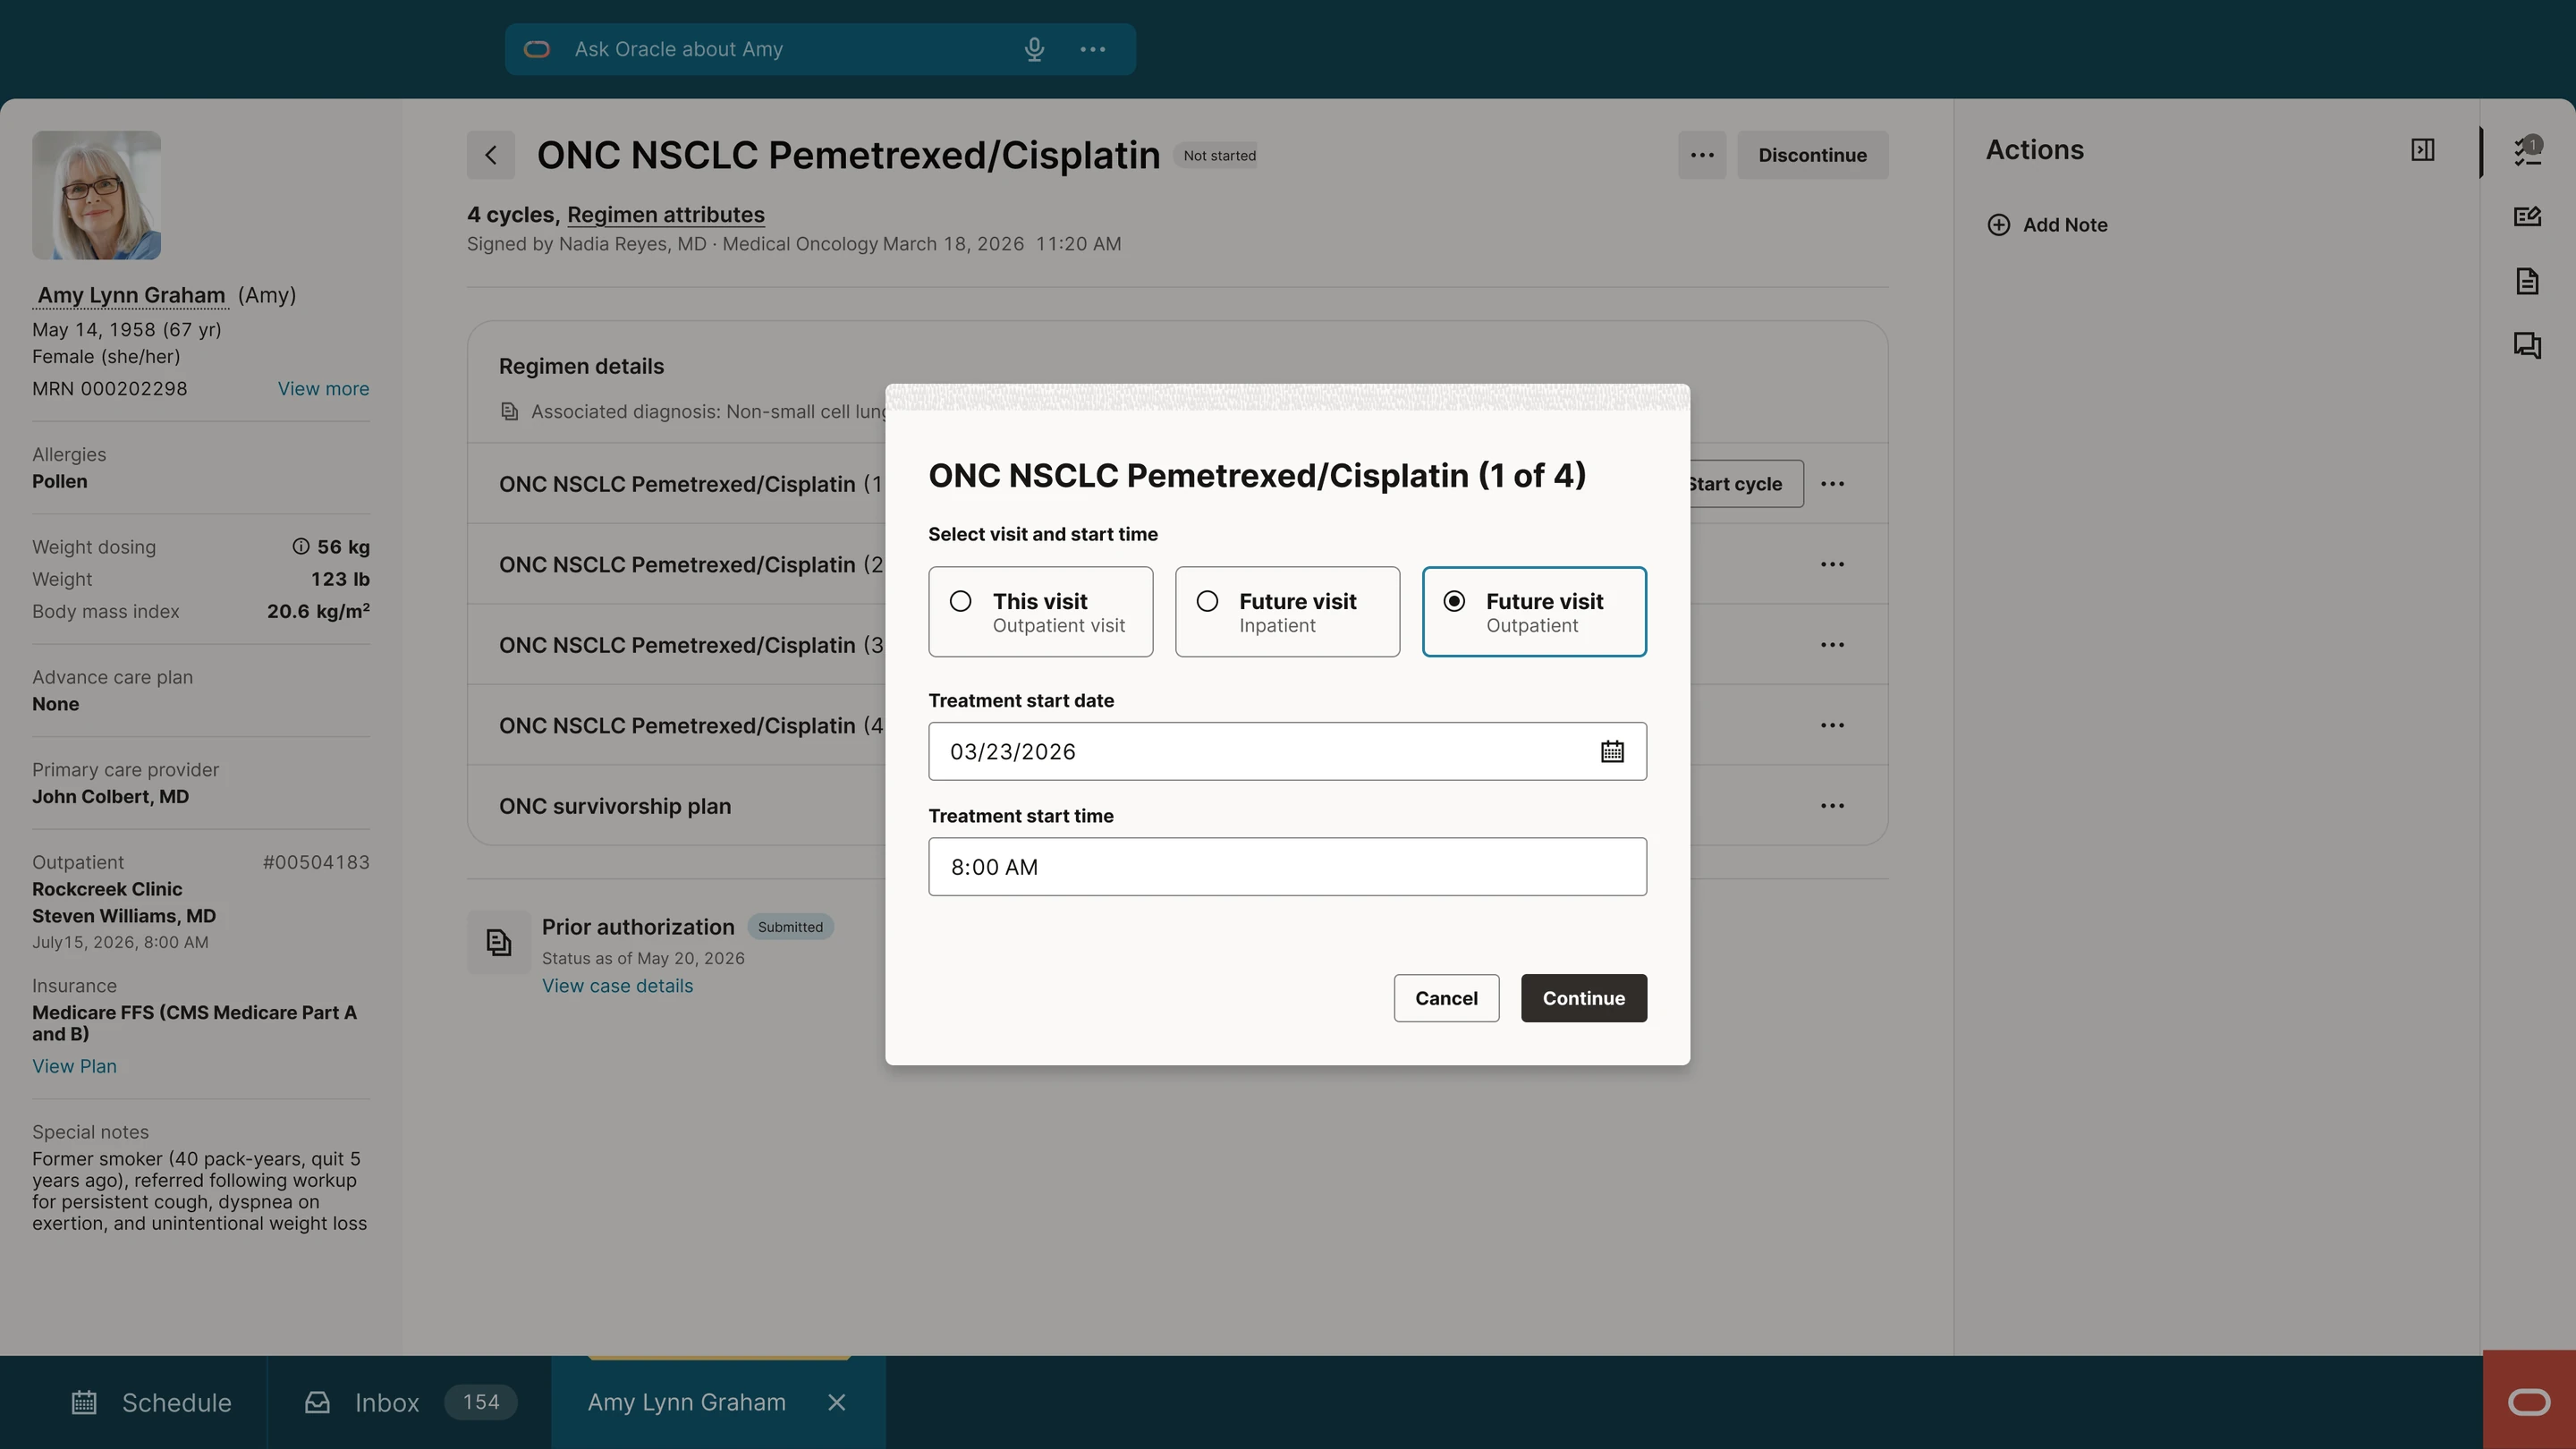 Ask Oracle about Amy
Amy Lynn Graham (Amy)
May 14, 1958 (67 yr)
Female (she/her)
MRN 000202298 View more
Allergies
Pollen
Weight dosing 56 kg
Weight 123 lb
Body mass index 20.6 kg/m²
Advance care plan
None
Primary care provider
John Colbert, MD
Outpatient #00504183
Rockcreek Clinic
Steven Williams, MD
July15, 2026, 8:00 AM
Insurance
Medicare FFS (CMS Medicare Part A
and B)
View Plan
Special notes
Former smoker (40 pack-years, quit 5
years ago), referred following workup
for persistent cough, dyspnea on
exertion, and unintentional weight loss
ONC NSCLC Pemetrexed/Cisplatin Not started
Discontinue
4 cycles, Regimen attributes
Signed by Nadia Reyes, MD · Medical Oncology March 18, 2026 11:20 AM
Regimen details
Associated diagnosis: Non-small cell lung
ONC NSCLC Pemetrexed/Cisplatin (1
Start cycle
ONC NSCLC Pemetrexed/Cisplatin (2
ONC NSCLC Pemetrexed/Cisplatin (3
ONC NSCLC Pemetrexed/Cisplatin (4
ONC survivorship plan
Prior authorization Submitted
Status as of May 20, 2026
View case details
ONC NSCLC Pemetrexed/Cisplatin (1 of 4)
Select visit and start time
This visit
Outpatient visit
Future visit
Inpatient
Future visit
Outpatient
Treatment start date
03/23/2026
Treatment start time
8:00 AM
Cancel Continue
Actions
1
Add Note
Schedule
Inbox 154
Amy Lynn Graham